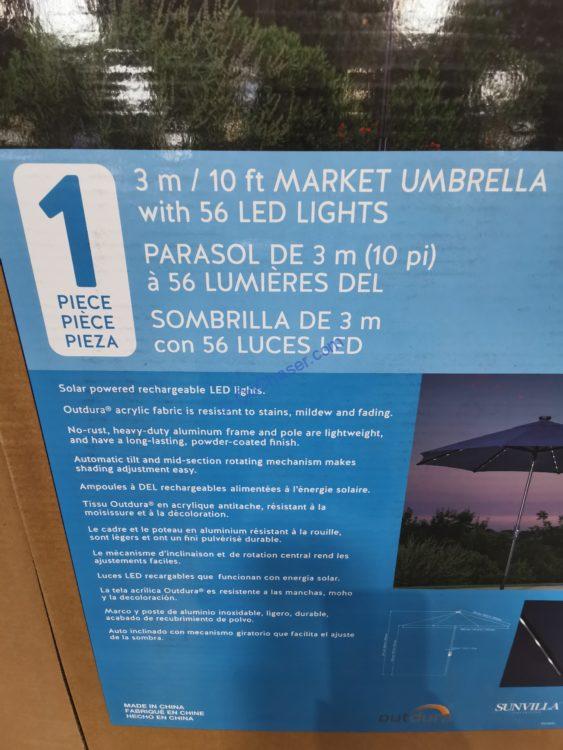 1
PIECE
PIÈCE
PIEZA
3 m / 10 ft MARKET UMBRELLA
with 56 LED LIGHTS
PARASOL DE 3 m (10 pi)
à 56 LUMIÈRES DEL
SOMBRILLA DE 3 m
con 56 LUCES LED
Solar powered rechargeable LED lights.
Outdura® acrylic fabric is resistant to stains, mildew and fading.
No-rust, heavy-duty aluminum frame and pole are lightweight,
and have a long-lasting, powder-coated finish.
Automatic tilt and mid-section rotating mechanism makes
shading adjustment easy.
Ampoules à DEL rechargeables alimentées à l'énergie solaire.
Tissu Outdura® en acrylique antitache, résistant à la
moisissure et à la décoloration.
Le cadre et le poteau en aluminium résistant à la rouille,
sont légers et ont un fini pulvérisé durable.
Le mécanisme d'inclinaison et de rotation central rend les
ajustements faciles.
Luces LED recargables que funcionan con energía solar.
La tela acrílica Outdura® es resistente a las manchas, moho
y la decoloración.
Marco y poste de aluminio inoxidable, ligero, durable,
acabado de recubrimiento de polvo.
Auto inclinado con mecanismo giratorio que facilita el ajuste
de la sombra.
MADE IN CHINA
FABRIQUÉ EN CHINE
HECHO EN CHINA
outdura
SUNVILLA